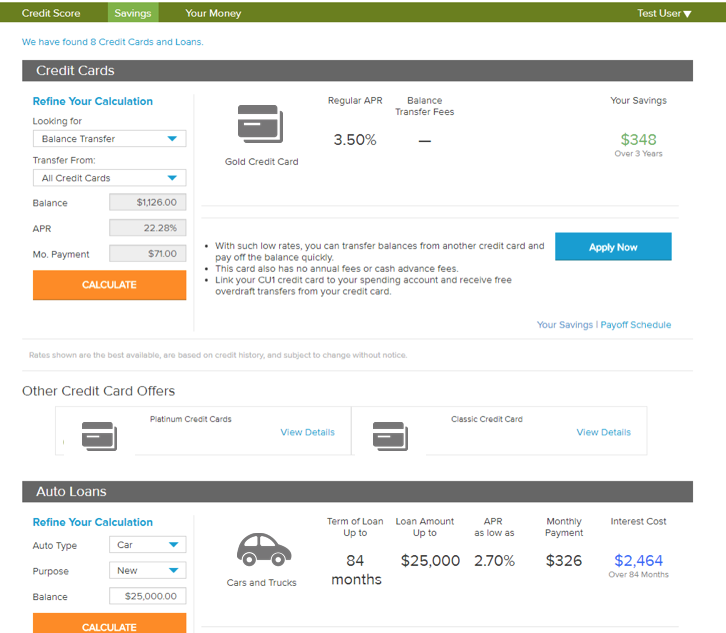 Credit Score Savings Your Money Test User▼
We have found 8 Credit Cards and Loans.
Credit Cards
Refine Your Calculation
Looking for
Balance Transfer
Transfer From:
All Credit Cards
Balance $1,126.00
APR 22.28%
Mo. Payment $71.00
CALCULATE
Gold Credit Card
Regular APR
3.50%
Balance
Transfer Fees
—
Your Savings
$348
Over 3 Years
• With such low rates, you can transfer balances from another credit card and
pay off the balance quickly.
• This card also has no annual fees or cash advance fees.
• Link your CU1 credit card to your spending account and receive free
overdraft transfers from your credit card.
Apply Now
Your Savings | Payoff Schedule
Rates shown are the best available, are based on credit history, and subject to change without notice.
Other Credit Card Offers
Platinum Credit Cards
View Details
Classic Credit Card
View Details
Auto Loans
Refine Your Calculation
Auto Type Car
Purpose New
Balance $25,000.00
CALCULATE
Cars and Trucks
Term of Loan
Up to
84
months
Loan Amount
Up to
$25,000
APR
as low as
2.70%
Monthly
Payment
$326
Interest Cost
$2,464
Over 84 Months